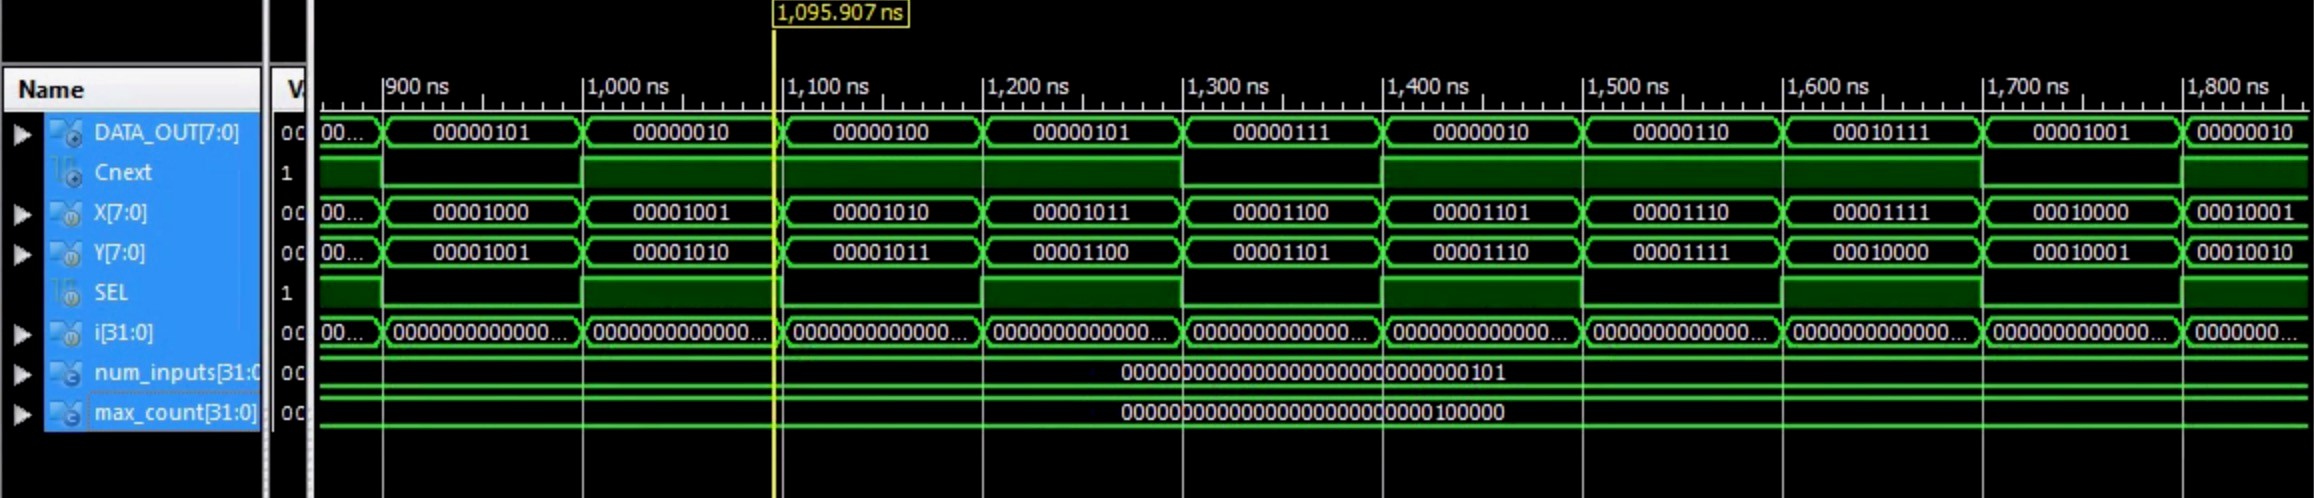 1,095.907 ns
Name V. 900 ns 1,000 ns 1,100 ns 1,200 ns 1,300 ns 1,400 ns 1,500 ns 1,600 ns 1,700 ns 1,800 ns
DATA_OUT[7:0] 00 00... 00000101 00000010 00000100 00000101 00000111 00000010 00000110 00010111 00001001 00000010
Cnext 1
X[7:0] 00 00... 00001000 00001001 00001010 00001011 00001100 00001101 00001110 00001111 00010000 00010001
Y[7:0] 00 00... 00001001 00001010 00001011 00001100 00001101 00001110 00001111 00010000 00010001 00010010
SEL 1
i[31:0] 00 00... 0000000000000... 0000000000000... 0000000000000... 0000000000000... 0000000000000... 0000000000000... 0000000000000... 0000000000000... 0000000000000... 0000000...
num_inputs[31:0 00 00000000000000000000000000000101
max_count[31:0] 00 00000000000000000000000000100000